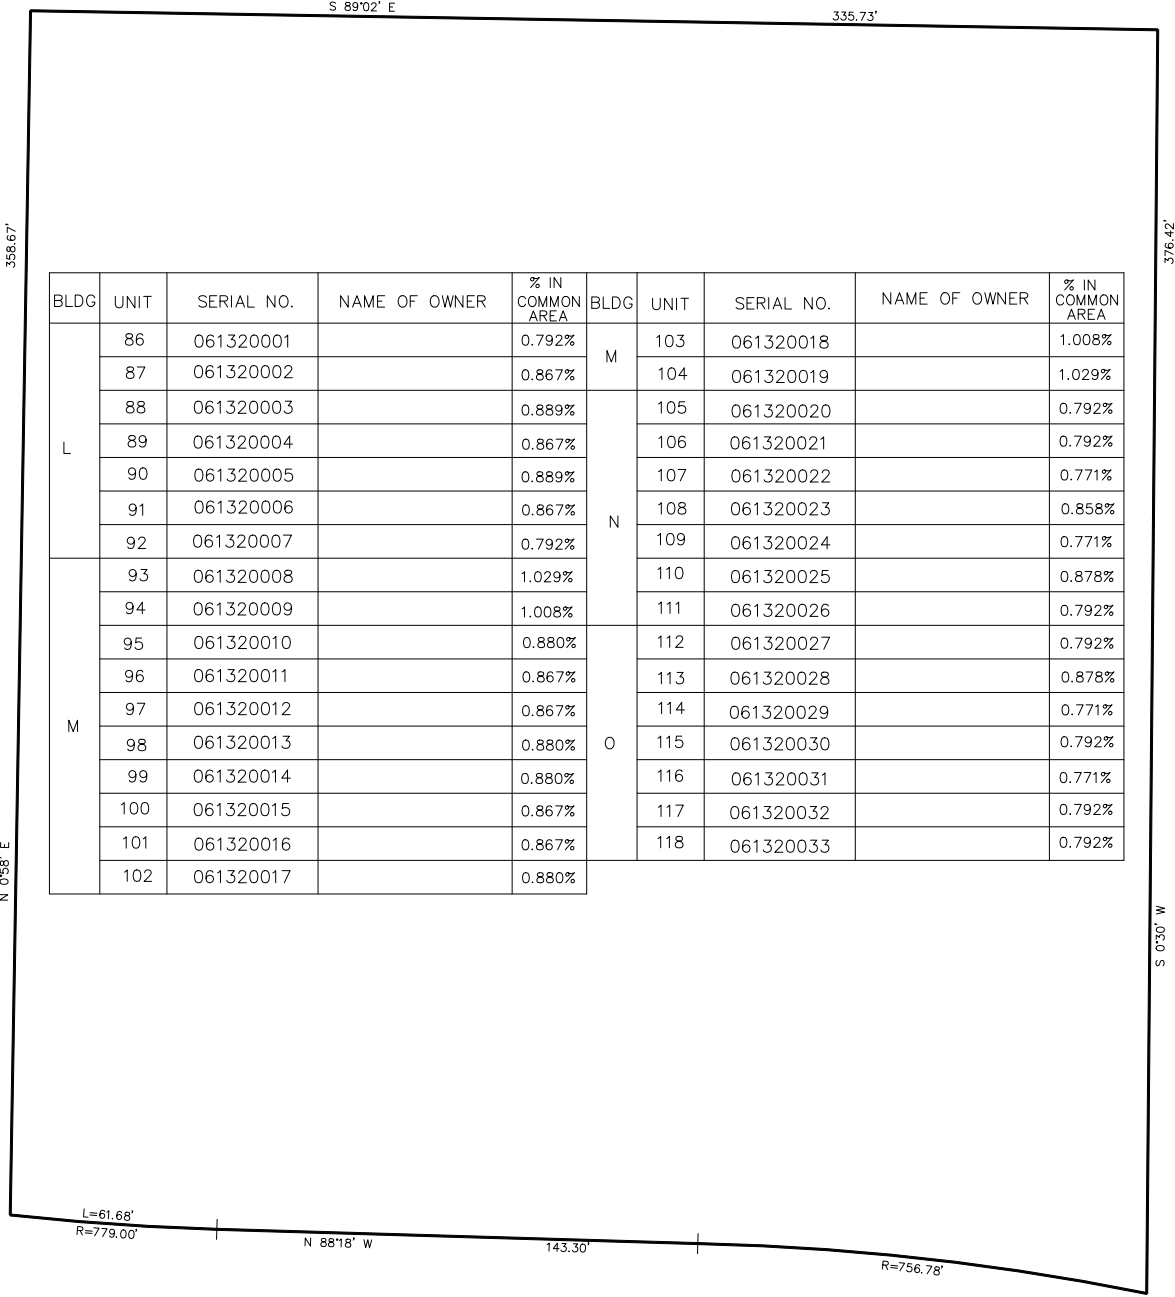 S 89°02' E
335.73'
358.67'
376.42'
BLDG UNIT SERIAL NO. NAME OF OWNER % IN COMMON AREA BLDG UNIT SERIAL NO. NAME OF OWNER % IN COMMON AREA
L 86 061320001 0.792% M 103 061320018 1.008%
87 061320002 0.867% 104 061320019 1.029%
88 061320003 0.889% N 105 061320020 0.792%
89 061320004 0.867% 106 061320021 0.792%
90 061320005 0.889% 107 061320022 0.771%
91 061320006 0.867% 108 061320023 0.858%
92 061320007 0.792% 109 061320024 0.771%
M 93 061320008 1.029% 110 061320025 0.878%
94 061320009 1.008% 111 061320026 0.792%
95 061320010 0.880% O 112 061320027 0.792%
96 061320011 0.867% 113 061320028 0.878%
97 061320012 0.867% 114 061320029 0.771%
98 061320013 0.880% 115 061320030 0.792%
99 061320014 0.880% 116 061320031 0.771%
100 061320015 0.867% 117 061320032 0.792%
101 061320016 0.867% 118 061320033 0.792%
102 061320017 0.880%
N 0°58' E
S 0°30' W
L=61.68'
R=779.00'
N 88°18' W
143.30'
R=756.78'